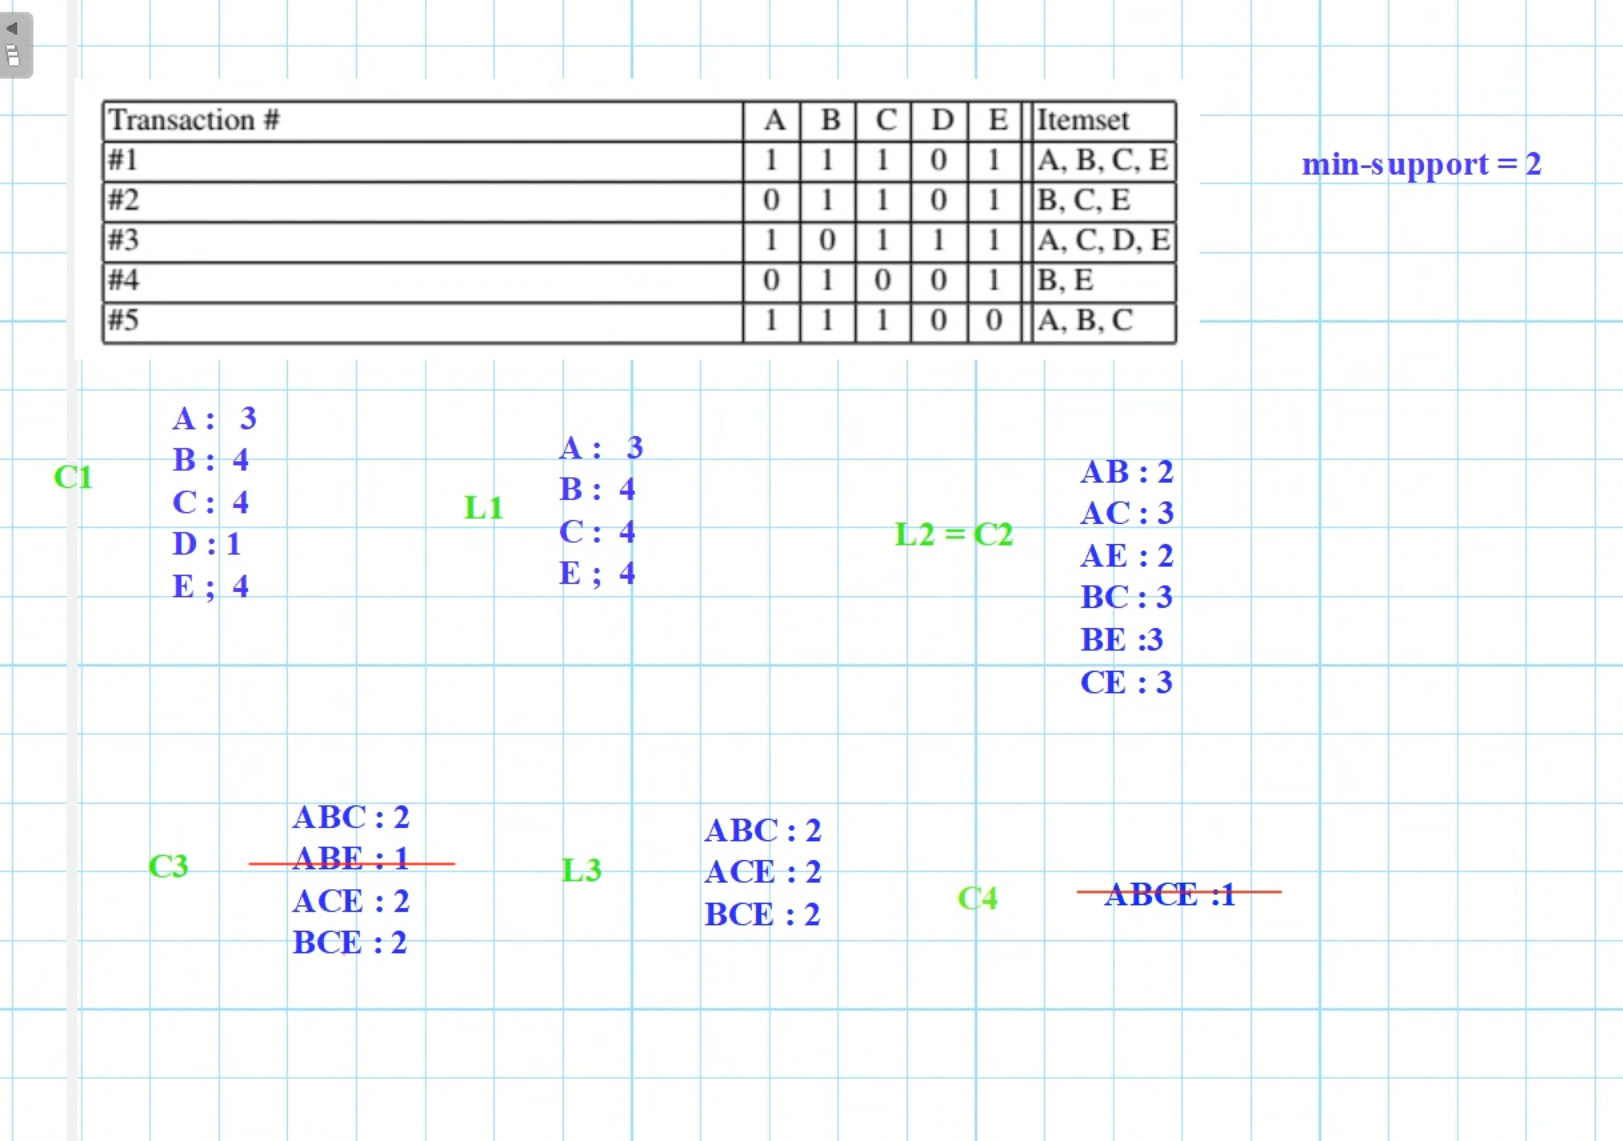 Transaction # A B C D E Itemset
#1 1 1 1 0 1 A, B, C, E
#2 0 1 1 0 1 B, C, E
#3 1 0 1 1 1 A, C, D, E
#4 0 1 0 0 1 B, E
#5 1 1 1 0 0 A, B, C
min-support = 2
C1
A : 3
B : 4
C : 4
D : 1
E ; 4
L1
A : 3
B : 4
C : 4
E ; 4
L2 = C2
AB : 2
AC : 3
AE : 2
BC : 3
BE :3
CE : 3
C3
ABC : 2
ABE : 1
ACE : 2
BCE : 2
L3
ABC : 2
ACE : 2
BCE : 2
C4
ABCE :1